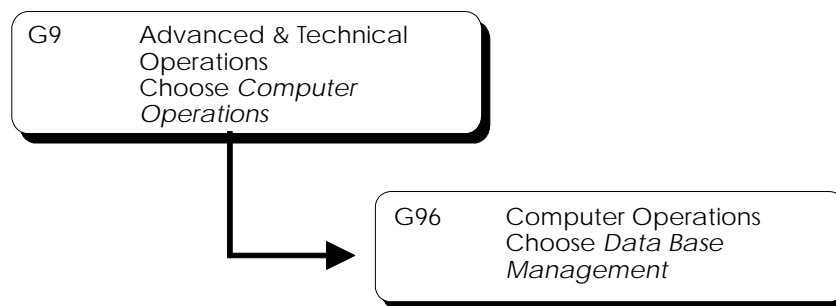 G9 Advanced & Technical
Operations
Choose Computer
Operations
G96 Computer Operations
Choose Data Base
Management